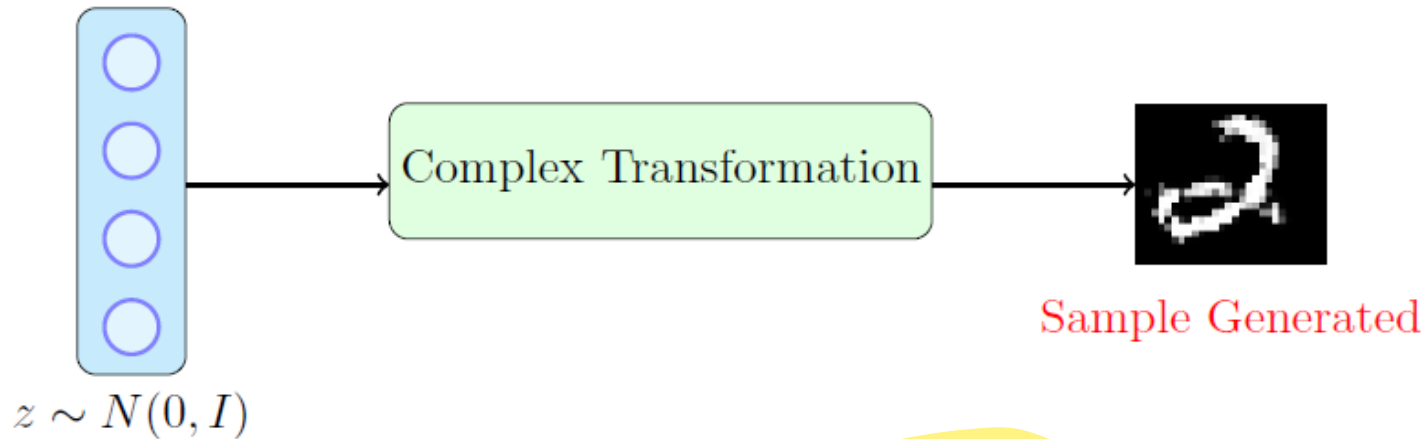 Complex Transformation
Sample Generated
z ∼ N(0, I)